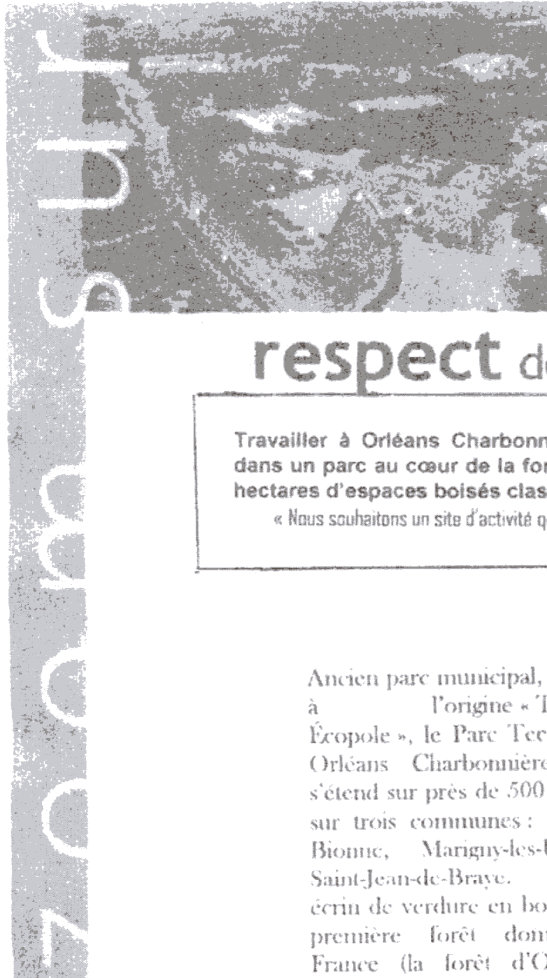 zoom sur
respect de
Travailler à Orléans Charbonn
dans un parc au cœur de la for
hectares d'espaces boisés clas
« Nous souhaitons un site d'activité q
Ancien parc municipal,
à l'origine « T
Écopole », le Parc Tec
Orléans Charbonnière
s'étend sur près de 500
sur trois communes :
Bionne, Marigny-les-U
Saint-Jean-de-Braye.
écrin de verdure en bo
première forêt dom
France (la forêt d'O